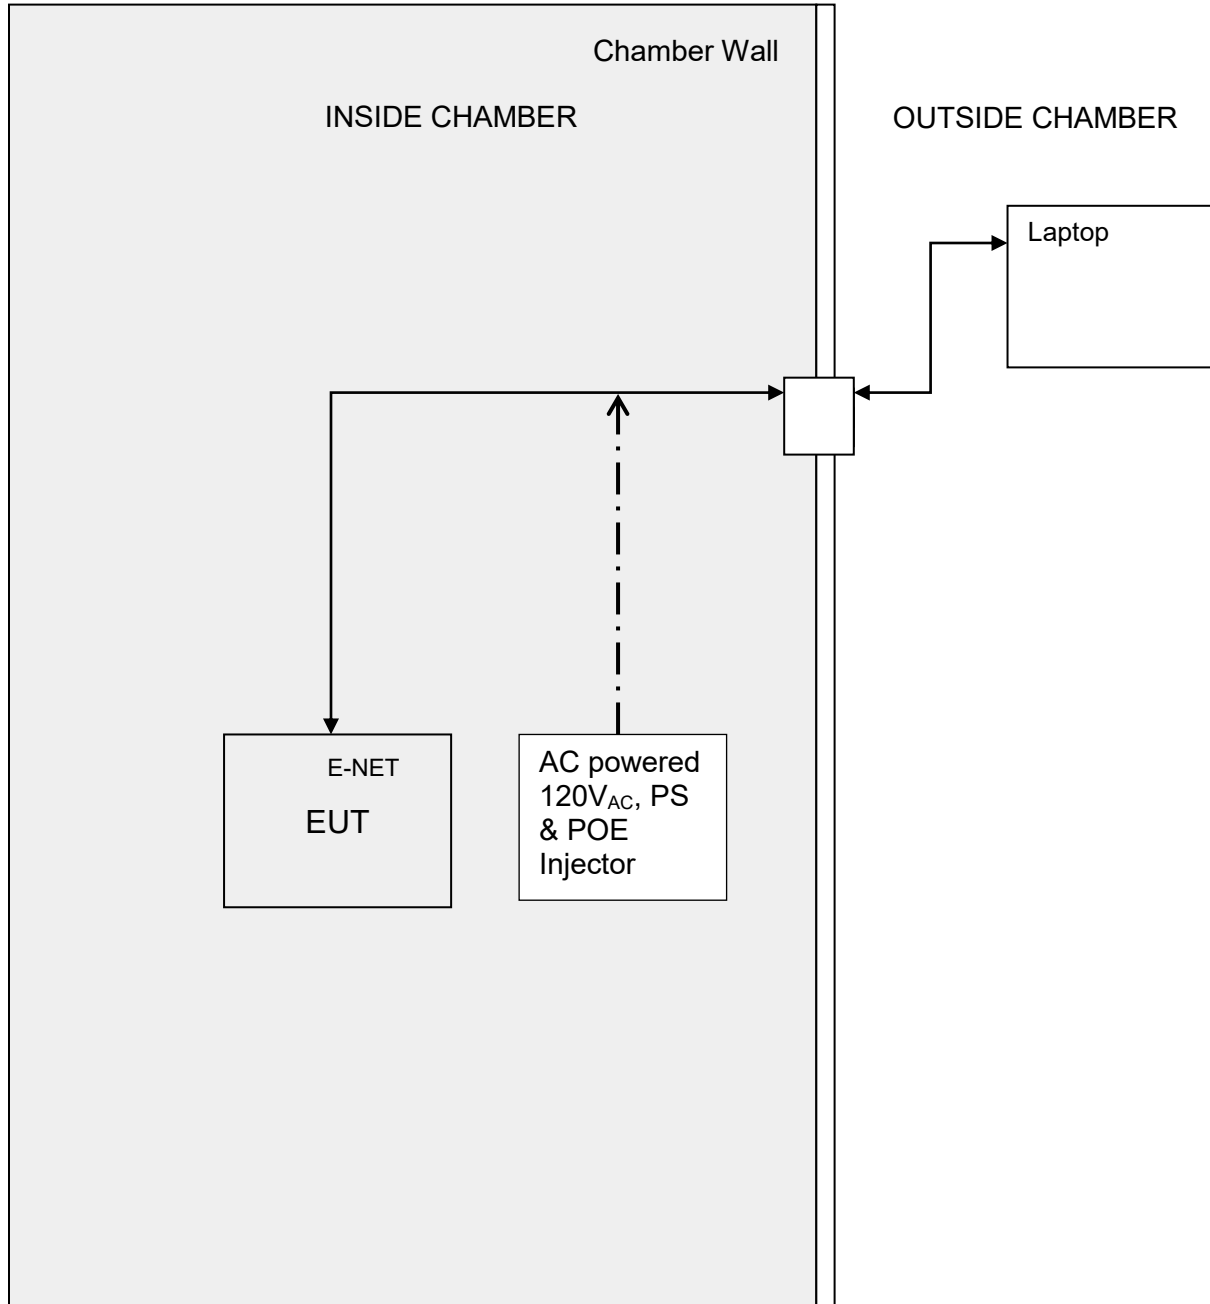 Chamber Wall
INSIDE CHAMBER
OUTSIDE CHAMBER
Laptop
E-NET
EUT
AC powered
120VAC, PS
& POE
Injector